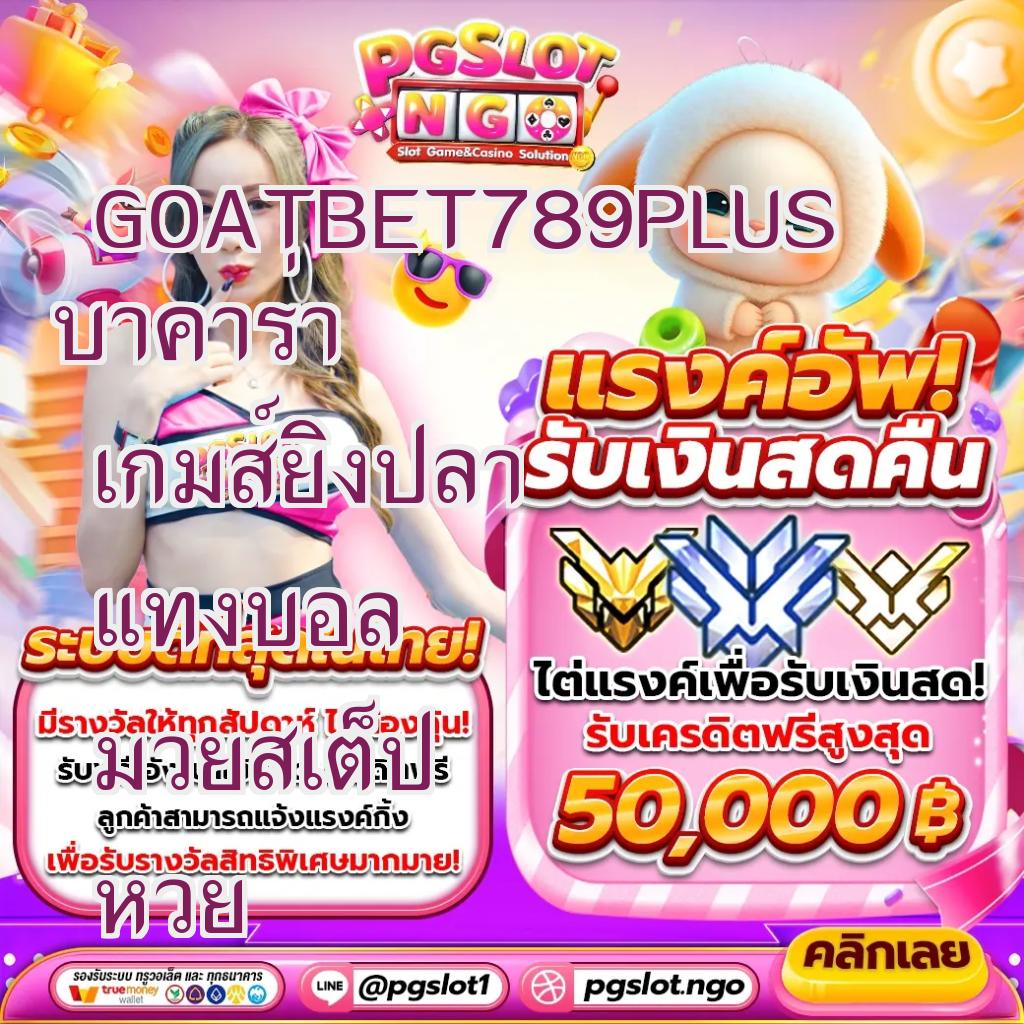 PGSLOT
NGO
Slot Game&Casino Solution
GOATBET789PLUS
บาคารา
เกมส์ยิงปลา
แทงบอล
มวยสเต็ป
หวย
แรงค์อัพ!
รับเงินสดคืน
ไต่แรงค์เพื่อรับเงินสด!
รับเครดิตฟรีสูงสุด
50,000 ฿
มีรางวัลให้ทุกสัปดาห์
ลูกค้าสามารถแจ้งแรงค์กิ้ง
เพื่อรับรางวัลสิทธิพิเศษมากมาย!
คลิกเลย
รองรับระบบ ทรูวอเล็ต และ ทุกธนาคาร
truemoney
wallet
LINE
@pgslot1
pgslot.ngo